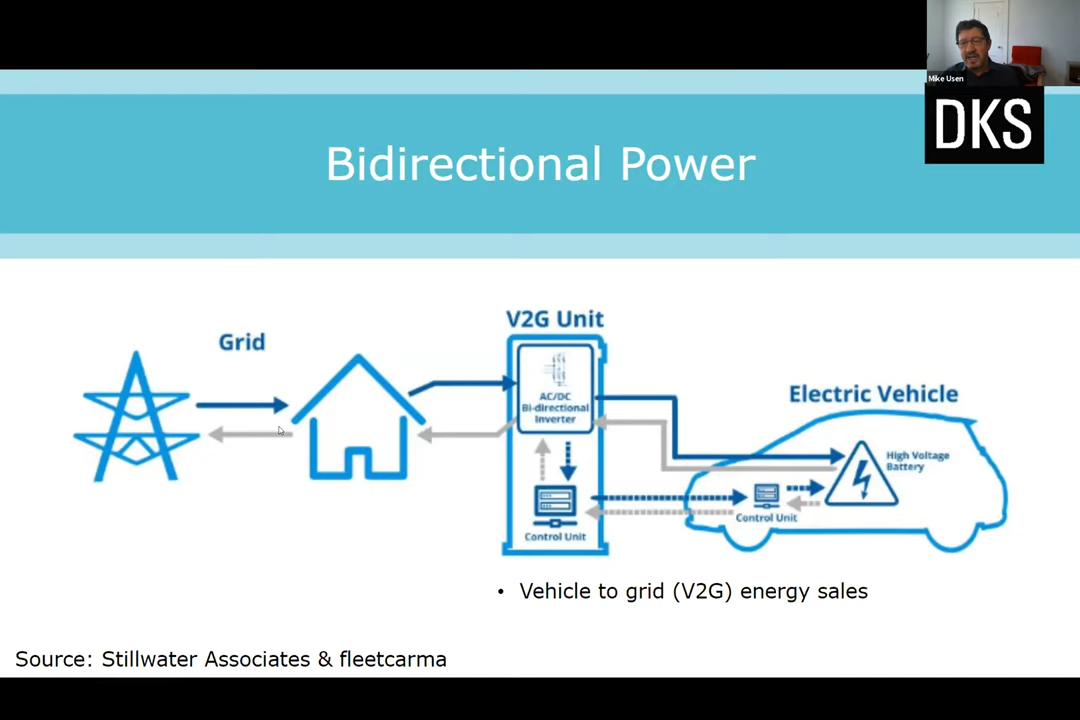 Mike Usen
DKS
Bidirectional Power
Grid
V2G Unit
AC/DC
Bi-directional
Inverter
Control Unit
Electric Vehicle
High Voltage
Battery
Control Unit
• Vehicle to grid (V2G) energy sales
Source: Stillwater Associates & fleetcarma